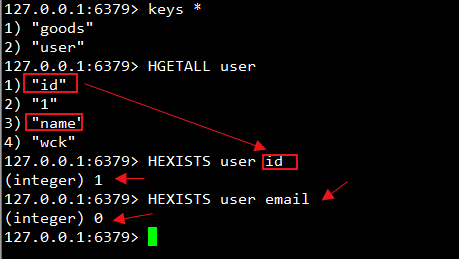 127.0.0.1:6379> keys *
1) "goods"
2) "user"
127.0.0.1:6379> HGETALL user
1) "id"
2) "1"
3) "name"
4) "wck"
127.0.0.1:6379> HEXISTS user id
(integer) 1
127.0.0.1:6379> HEXISTS user email
(integer) 0
127.0.0.1:6379>